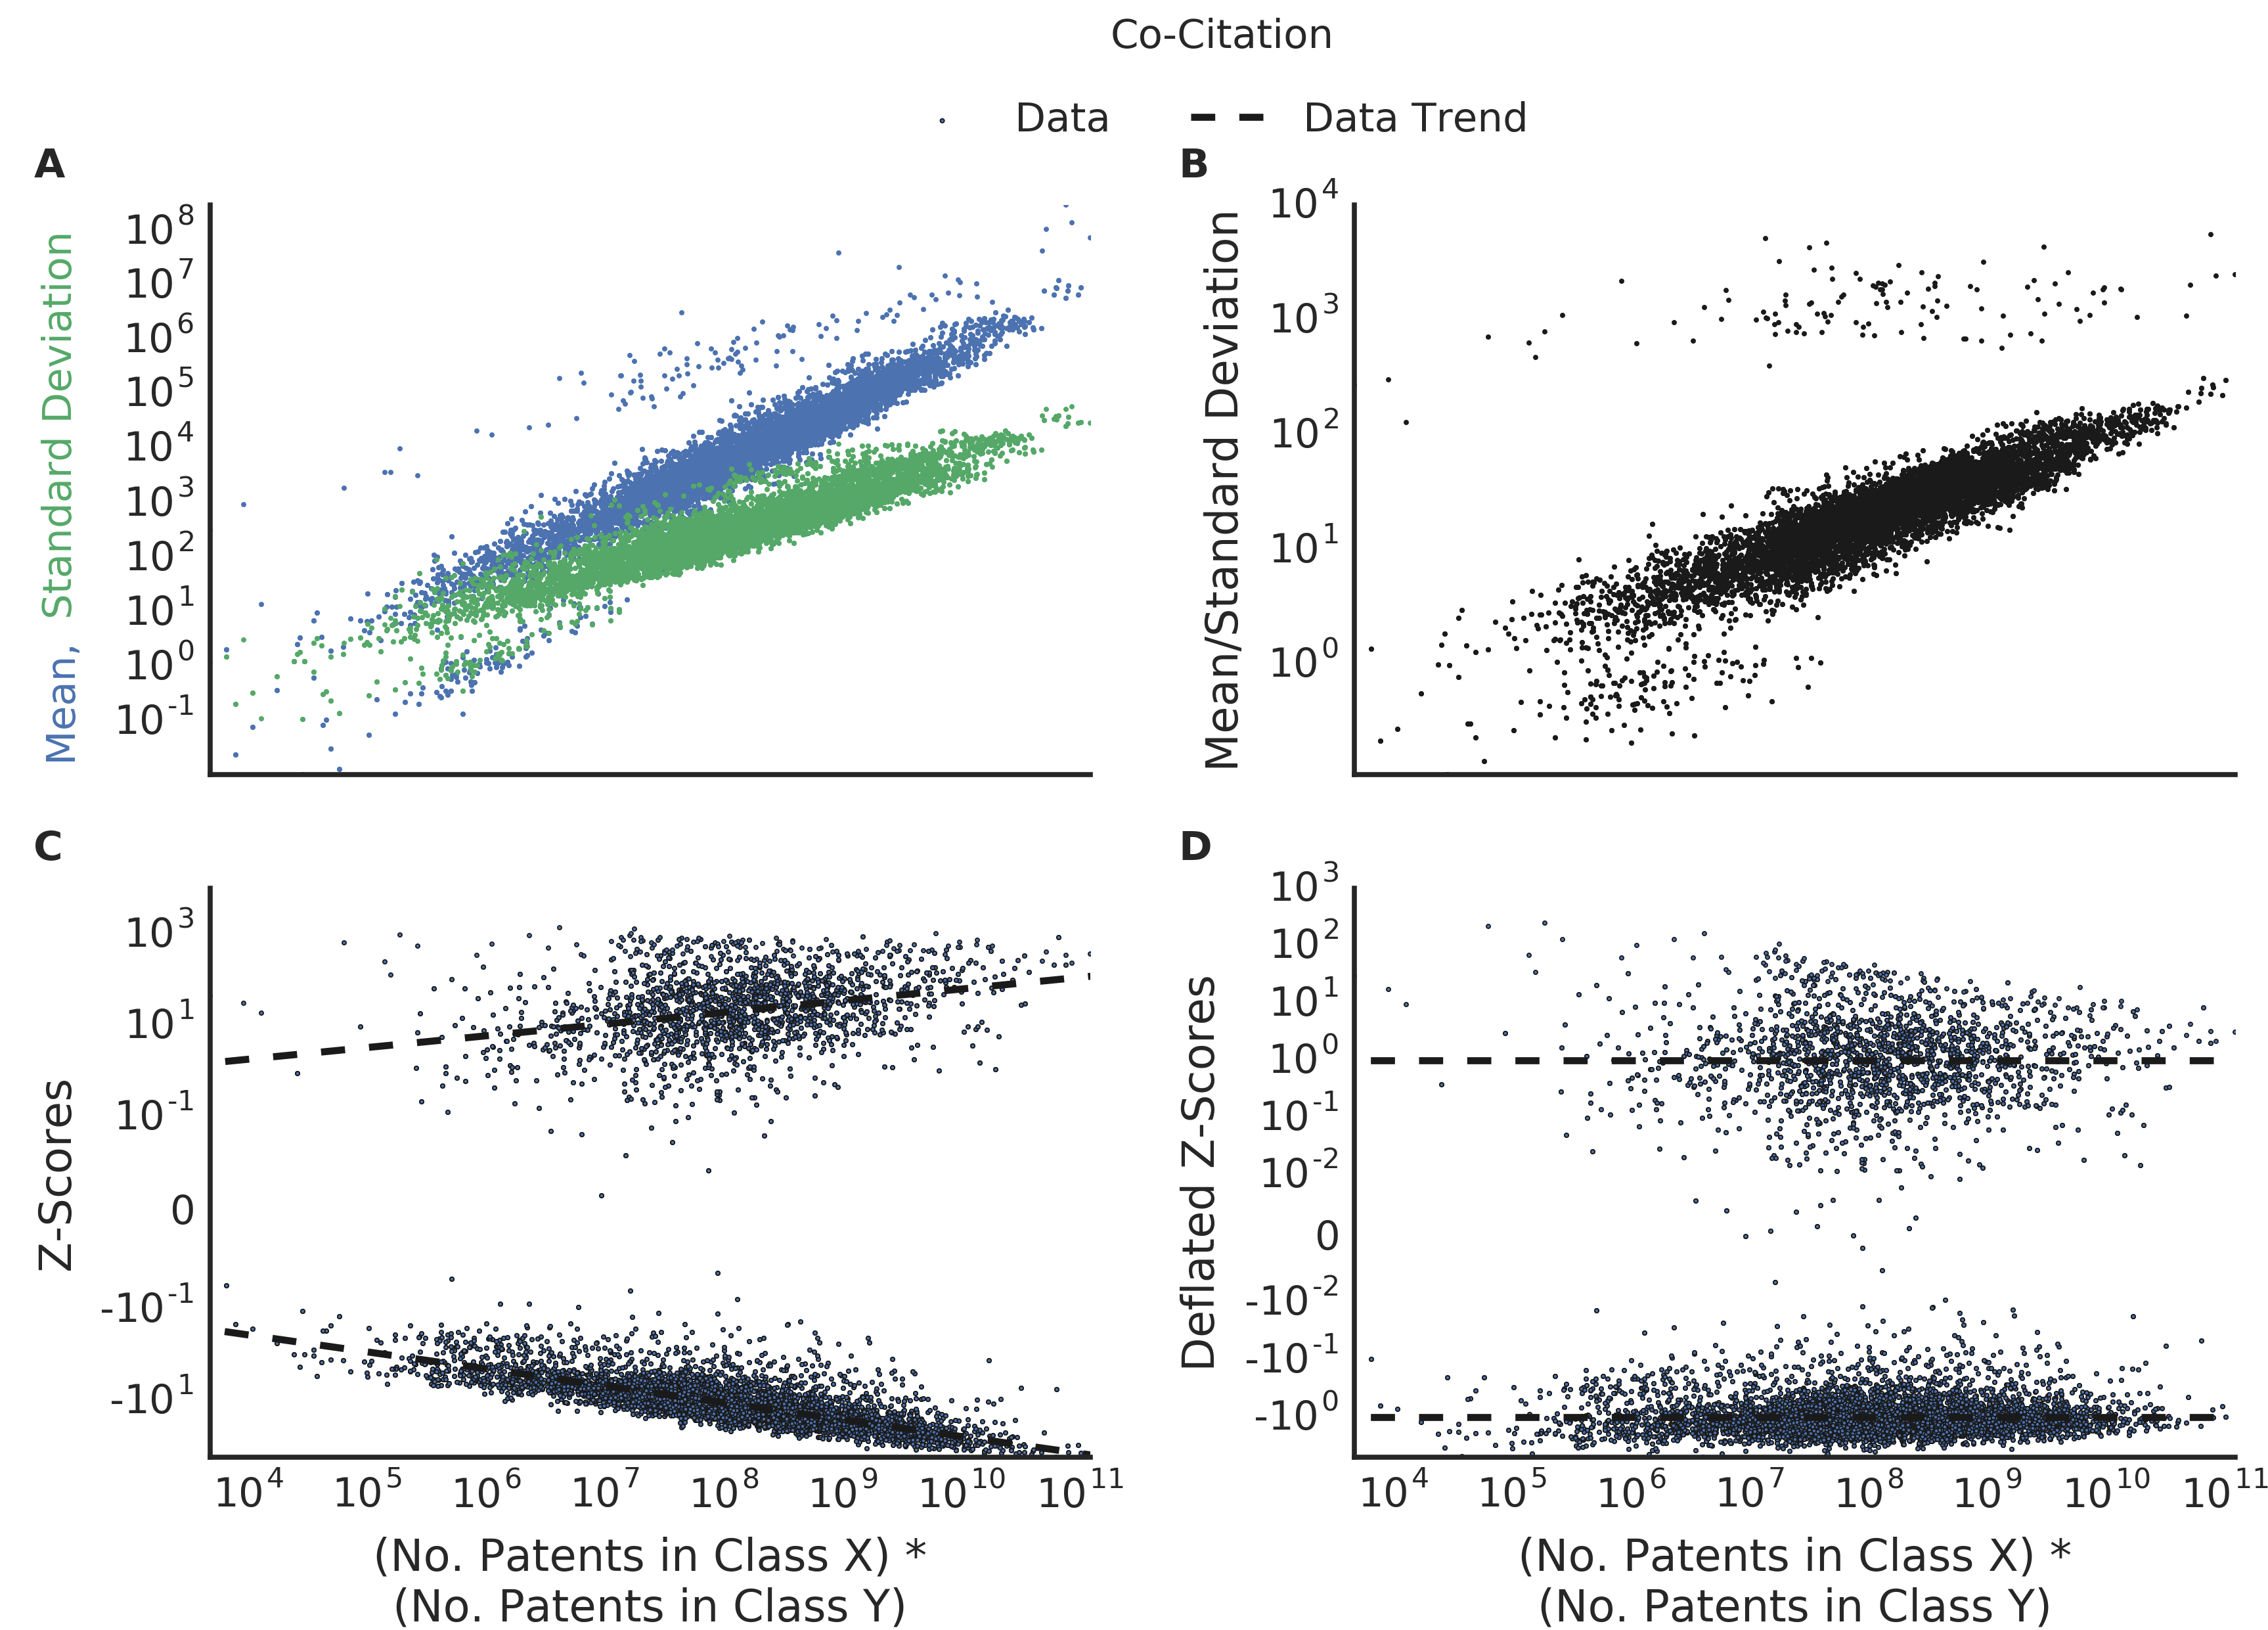 Co-Citation
Data
Data Trend
A
Mean, Standard Deviation
10^8
10^7
10^6
10^5
10^4
10^3
10^2
10^1
10^0
10^-1
B
Mean/Standard Deviation
10^4
10^3
10^2
10^1
10^0
C
Z-Scores
10^3
10^1
10^-1
0
-10^-1
-10^1
10^4 10^5 10^6 10^7 10^8 10^9 10^10 10^11
(No. Patents in Class X) *
(No. Patents in Class Y)
D
Deflated Z-Scores
10^3
10^2
10^1
10^0
10^-1
10^-2
0
-10^-2
-10^-1
-10^0
10^4 10^5 10^6 10^7 10^8 10^9 10^10 10^11
(No. Patents in Class X) *
(No. Patents in Class Y)